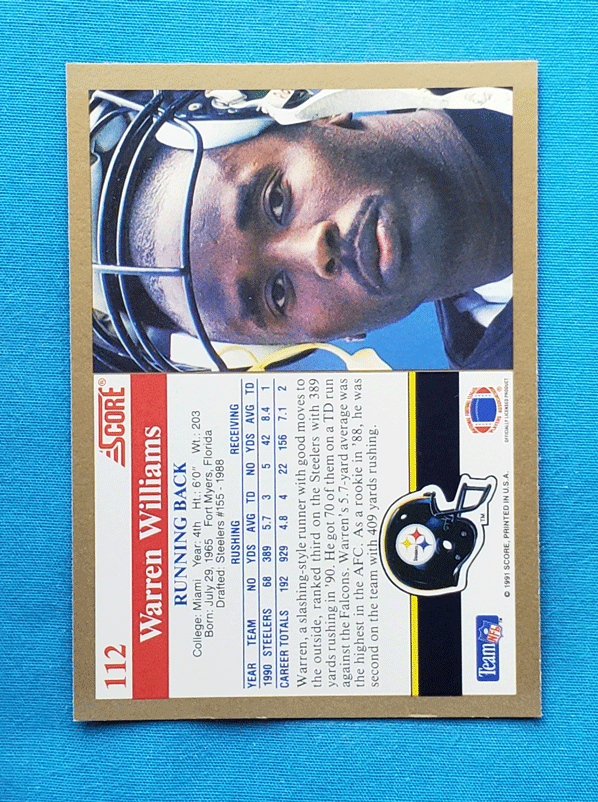 112
SCORE®
Warren Williams
RUNNING BACK
College: Miami Year: 4th Ht.: 6'0" Wt.: 203
Born: July 29, 1965 Fort Myers, Florida
Drafted: Steelers #155 - 1988
RUSHING RECEIVING
YEAR TEAM NO YDS AVG TD NO YDS AVG TD
1990 STEELERS 68 389 5.7 3 5 42 8.4 1
CAREER TOTALS 192 929 4.8 4 22 156 7.1 2
Warren, a slashing-style runner with good moves to
the outside, ranked third on the Steelers with 389
yards rushing in '90. He got 70 of them on a TD run
against the Falcons. Warren's 5.7-yard average was
the highest in the AFC. As a rookie in '88, he was
second on the team with 409 yards rushing.
Steelers
TM
Team NFL
OFFICIALLY LICENSED PRODUCT
© 1991 SCORE, PRINTED IN U.S.A.